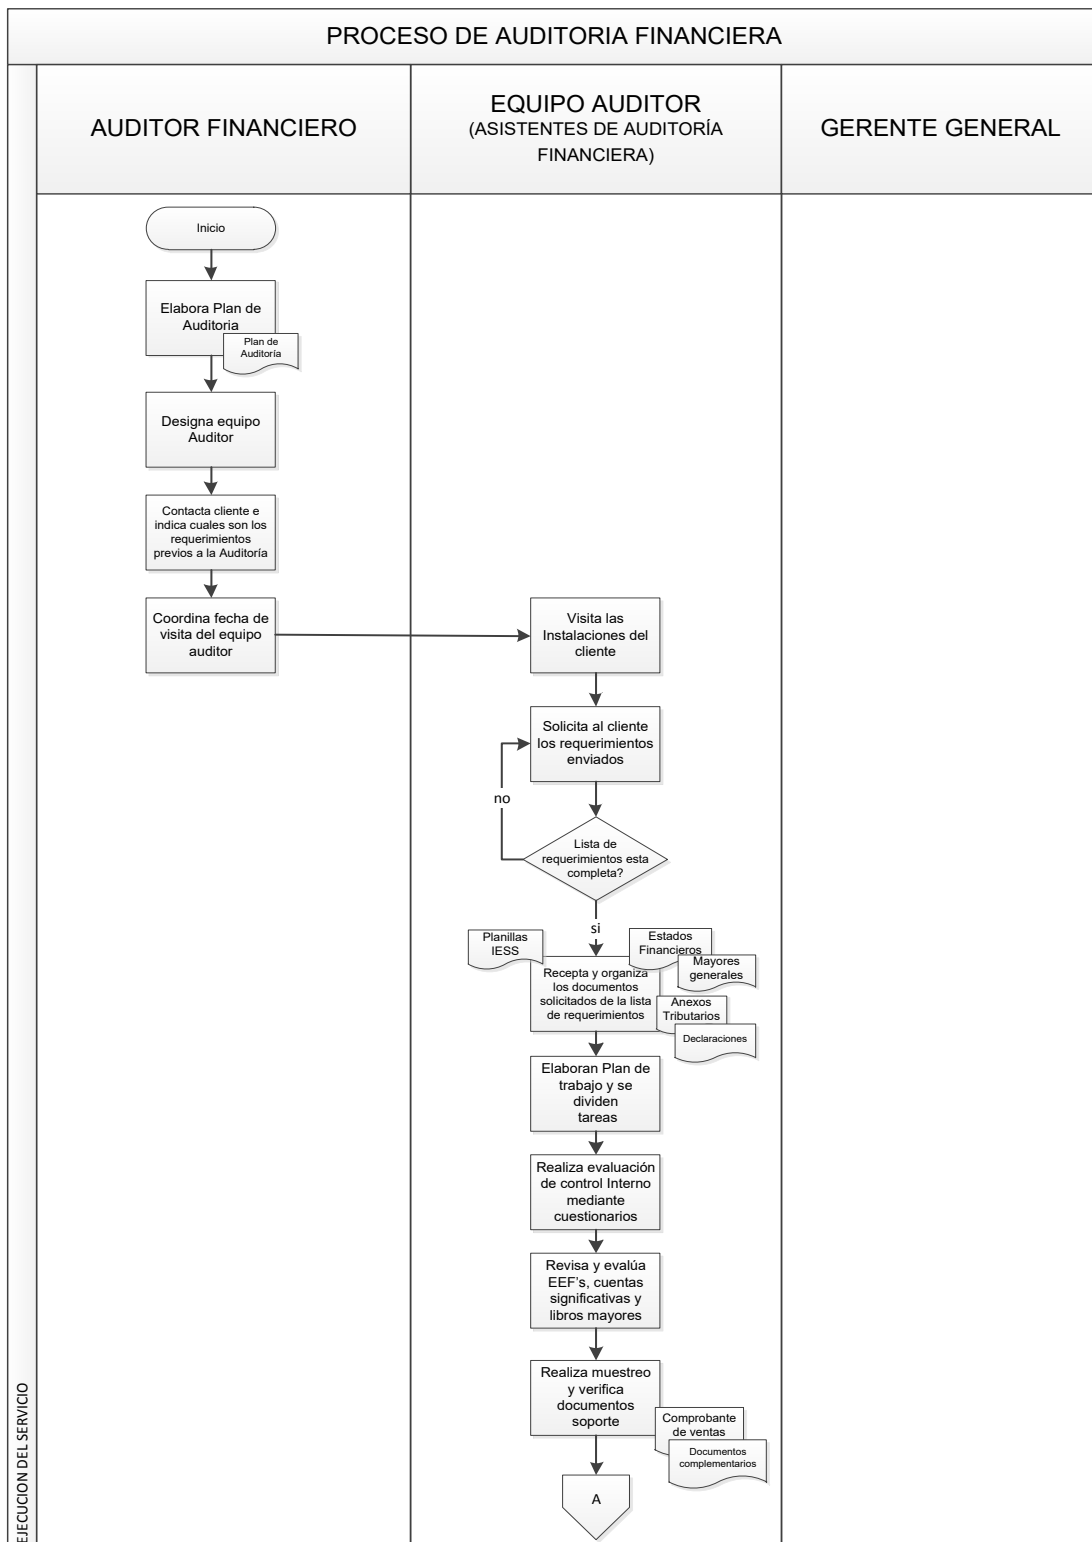 PROCESO DE AUDITORIA FINANCIERA
AUDITOR FINANCIERO
EQUIPO AUDITOR
(ASISTENTES DE AUDITORÍA
FINANCIERA)
GERENTE GENERAL
EJECUCION DEL SERVICIO
Inicio
Elabora Plan de
Auditoria
Plan de
Auditoría
Designa equipo
Auditor
Contacta cliente e
indica cuales son los
requerimientos
previos a la Auditoría
Coordina fecha de
visita del equipo
auditor
Visita las
Instalaciones del
cliente
Solicita al cliente
los requerimientos
enviados
no
Lista de
requerimientos esta
completa?
si
Planillas
IESS
Estados
Financieros
Mayores
generales
Recepta y organiza
los documentos
solicitados de la lista
de requerimientos
Anexos
Tributarios
Declaraciones
Elaboran Plan de
trabajo y se
dividen
tareas
Realiza evaluación
de control Interno
mediante
cuestionarios
Revisa y evalúa
EEF's, cuentas
significativas y
libros mayores
Realiza muestreo
y verifica
documentos
soporte
Comprobante
de ventas
Documentos
complementarios
A